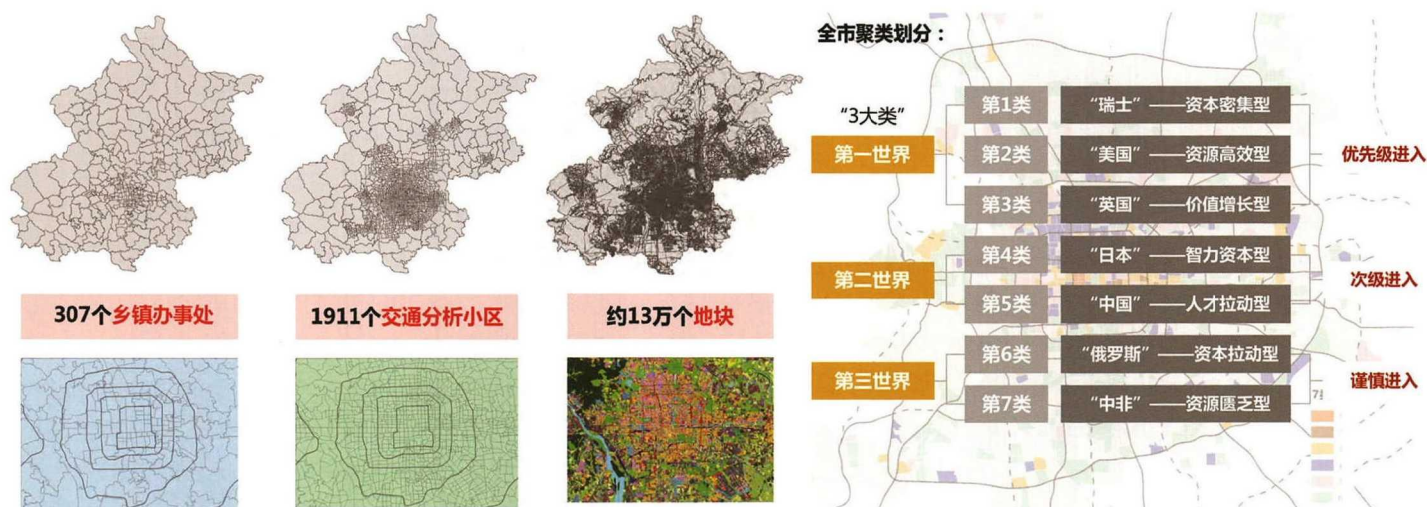 307个乡镇办事处
1911个交通分析小区
约13万个地块
全市聚类划分：
“3大类”
第一世界
第1类
“瑞士”——资本密集型
第2类
“美国”——资源高效型
第3类
“英国”——价值增长型
优先级进入
第二世界
第4类
“日本”——智力资本型
第5类
“中国”——人才拉动型
次级进入
第三世界
第6类
“俄罗斯”——资本拉动型
第7类
“中非”——资源匮乏型
谨慎进入